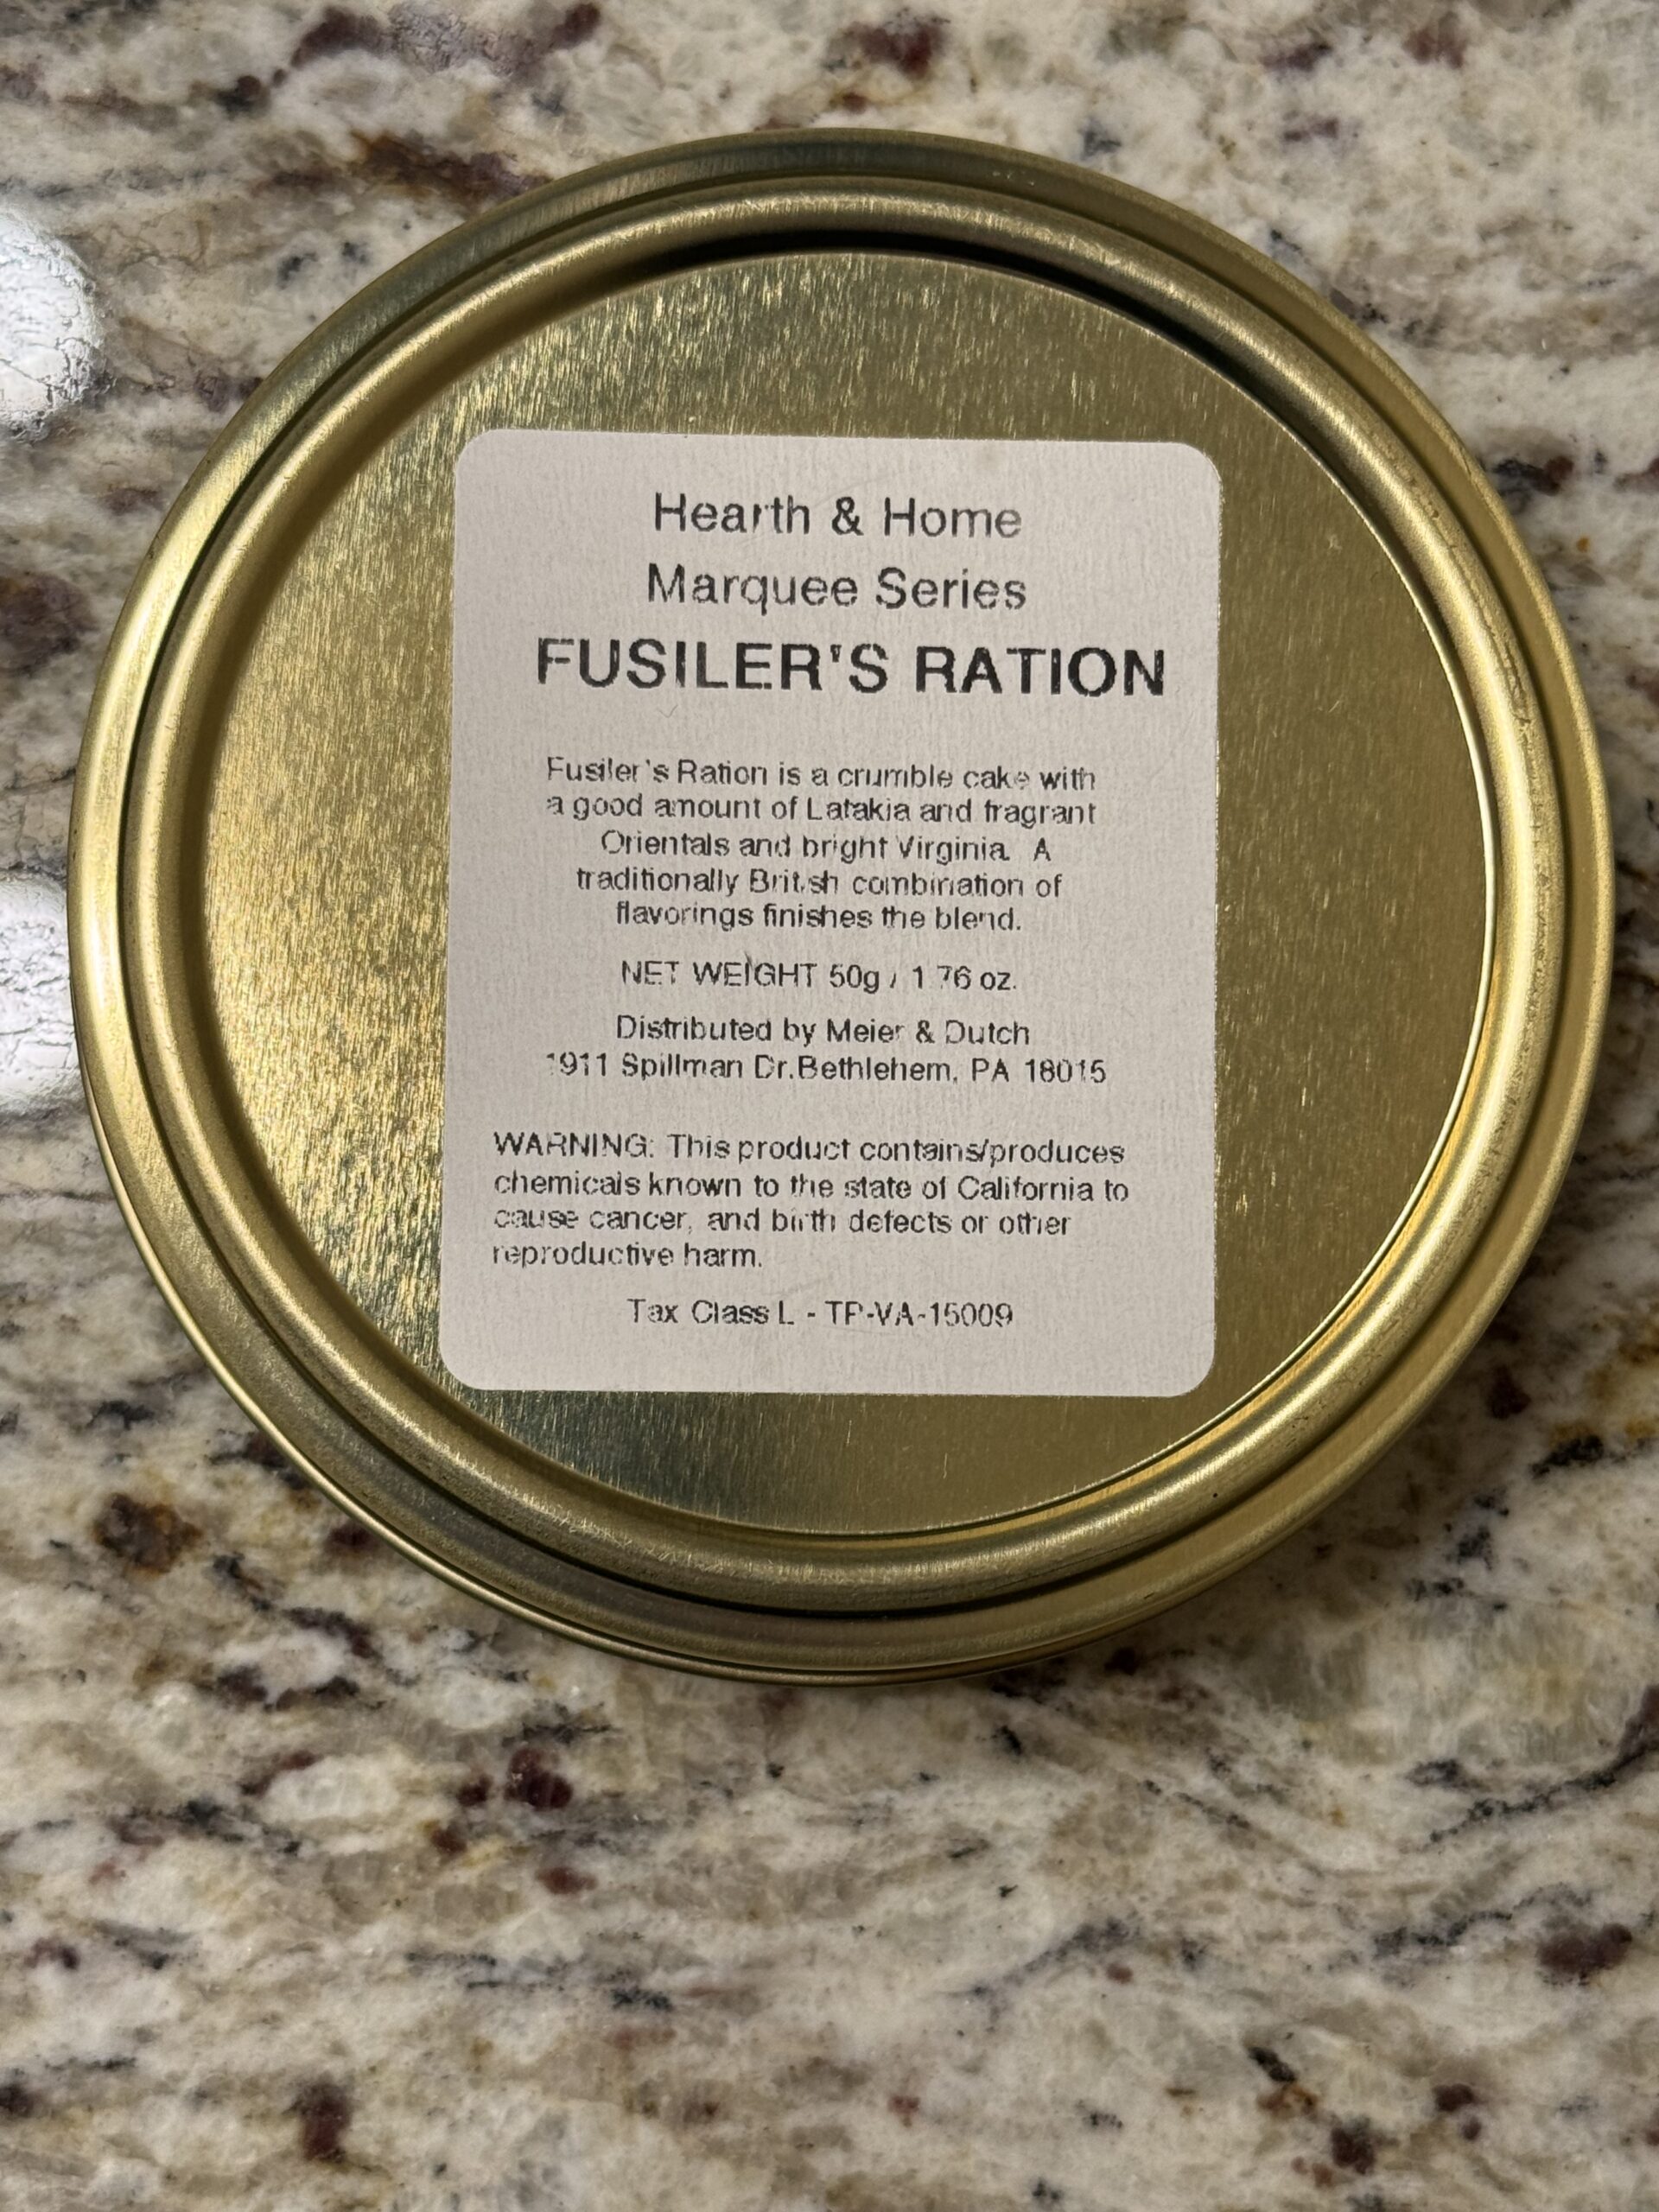 Hearth & Home
Marquee Series
FUSILER'S RATION
Fusiler's Ration is a crumble cake with
a good amount of Latakia and fragrant
Orientals and bright Virginia. A
traditionally British combination of
flavorings finishes the blend.
NET WEIGHT 50g / 1.76 oz.
Distributed by Meier & Dutch
1911 Spillman Dr.Bethlehem, PA 18015
WARNING: This product contains/produces
chemicals known to the state of California to
cause cancer, and birth defects or other
reproductive harm.
Tax Class L - TP-VA-15009